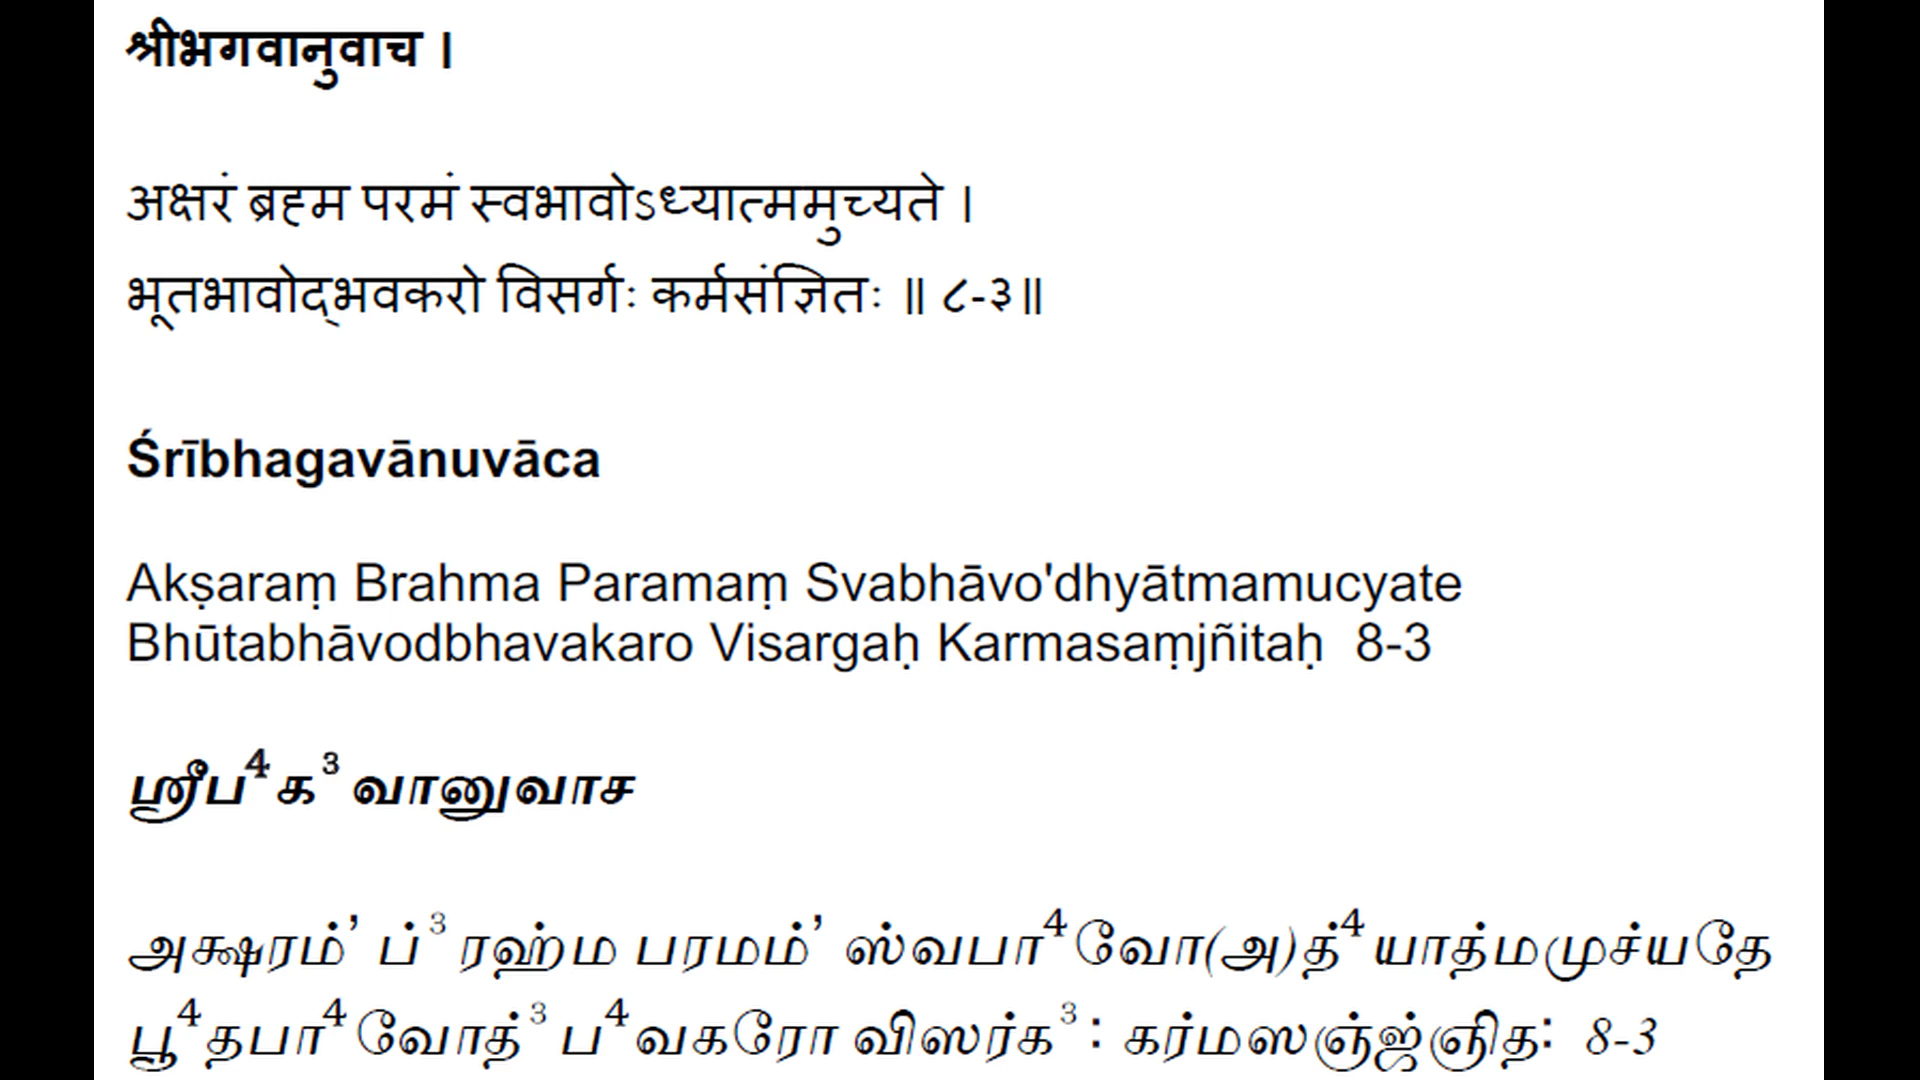 श्रीभगवानुवाच ।
अक्षरं ब्रह्म परमं स्वभावोऽध्यात्ममुच्यते ।
भूतभावोद्भवकरो विसर्गः कर्मसंज्ञितः ॥ ८-३॥
Śrībhagavānuvāca
Akṣaraṃ Brahma Paramaṃ Svabhāvo'dhyātmamucyate
Bhūtabhāvodbhavakaro Visargaḥ Karmasaṃjñitaḥ 8-3
ஶ்ரீப⁴க³வானுவாச
அக்ஷரம்ʼ ப்³ரஹ்ம பரமம்ʼ ஸ்வபா⁴வோ(அ)த்⁴யாத்மமுச்யதே
பூ⁴தபா⁴வோத்³ப⁴வகரோ விஸர்க³: கர்மஸஞ்ஜ்ஞித: 8-3